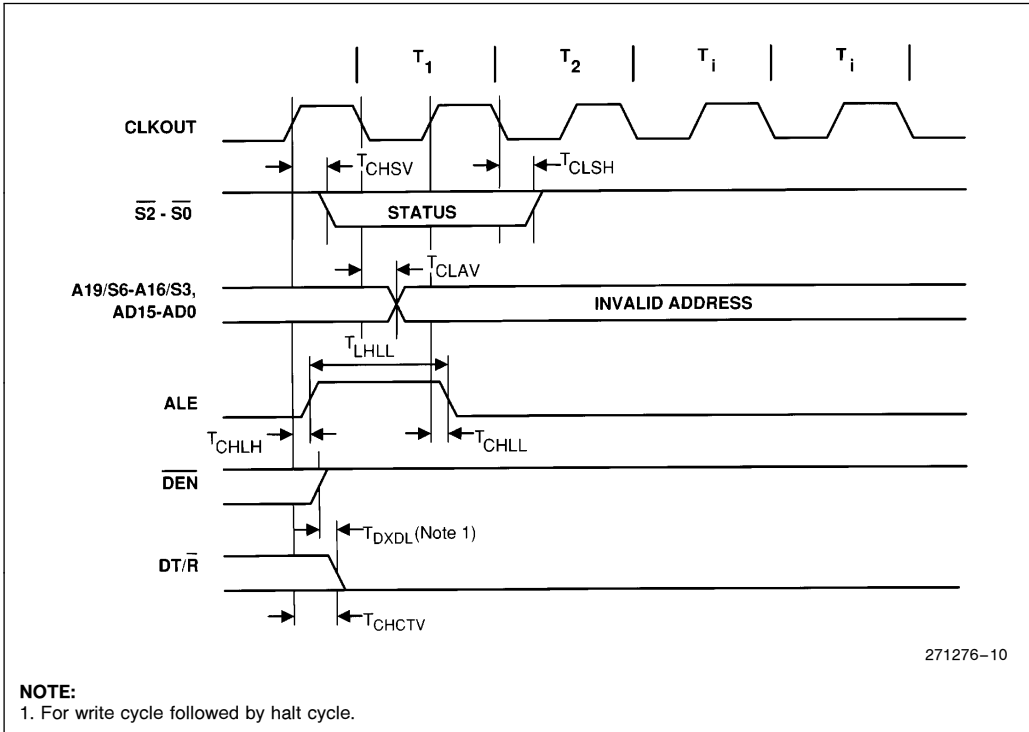 T1 T2 Ti Ti
CLKOUT
TCHSV TCLSH
S2 - S0 STATUS
TCLAV
A19/S6-A16/S3,
AD15-AD0
INVALID ADDRESS
TLHLL
ALE
TCHLH TCHLL
DEN
TDXDL (Note 1)
DT/R
TCHCTV
271276–10
NOTE:
1. For write cycle followed by halt cycle.